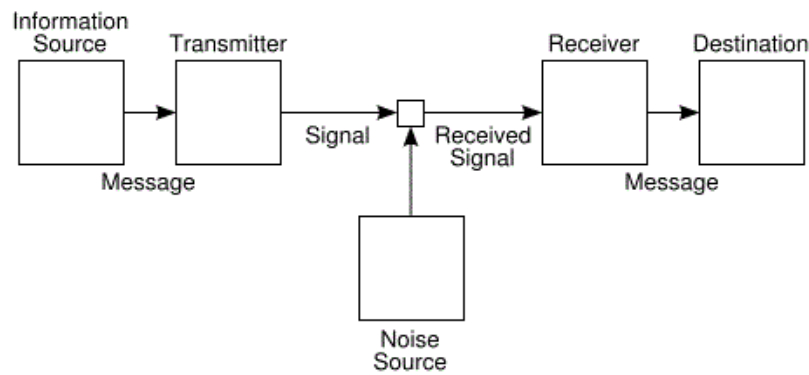 Information
Source
Transmitter
Receiver
Destination
Signal
Received
Signal
Message
Message
Noise
Source